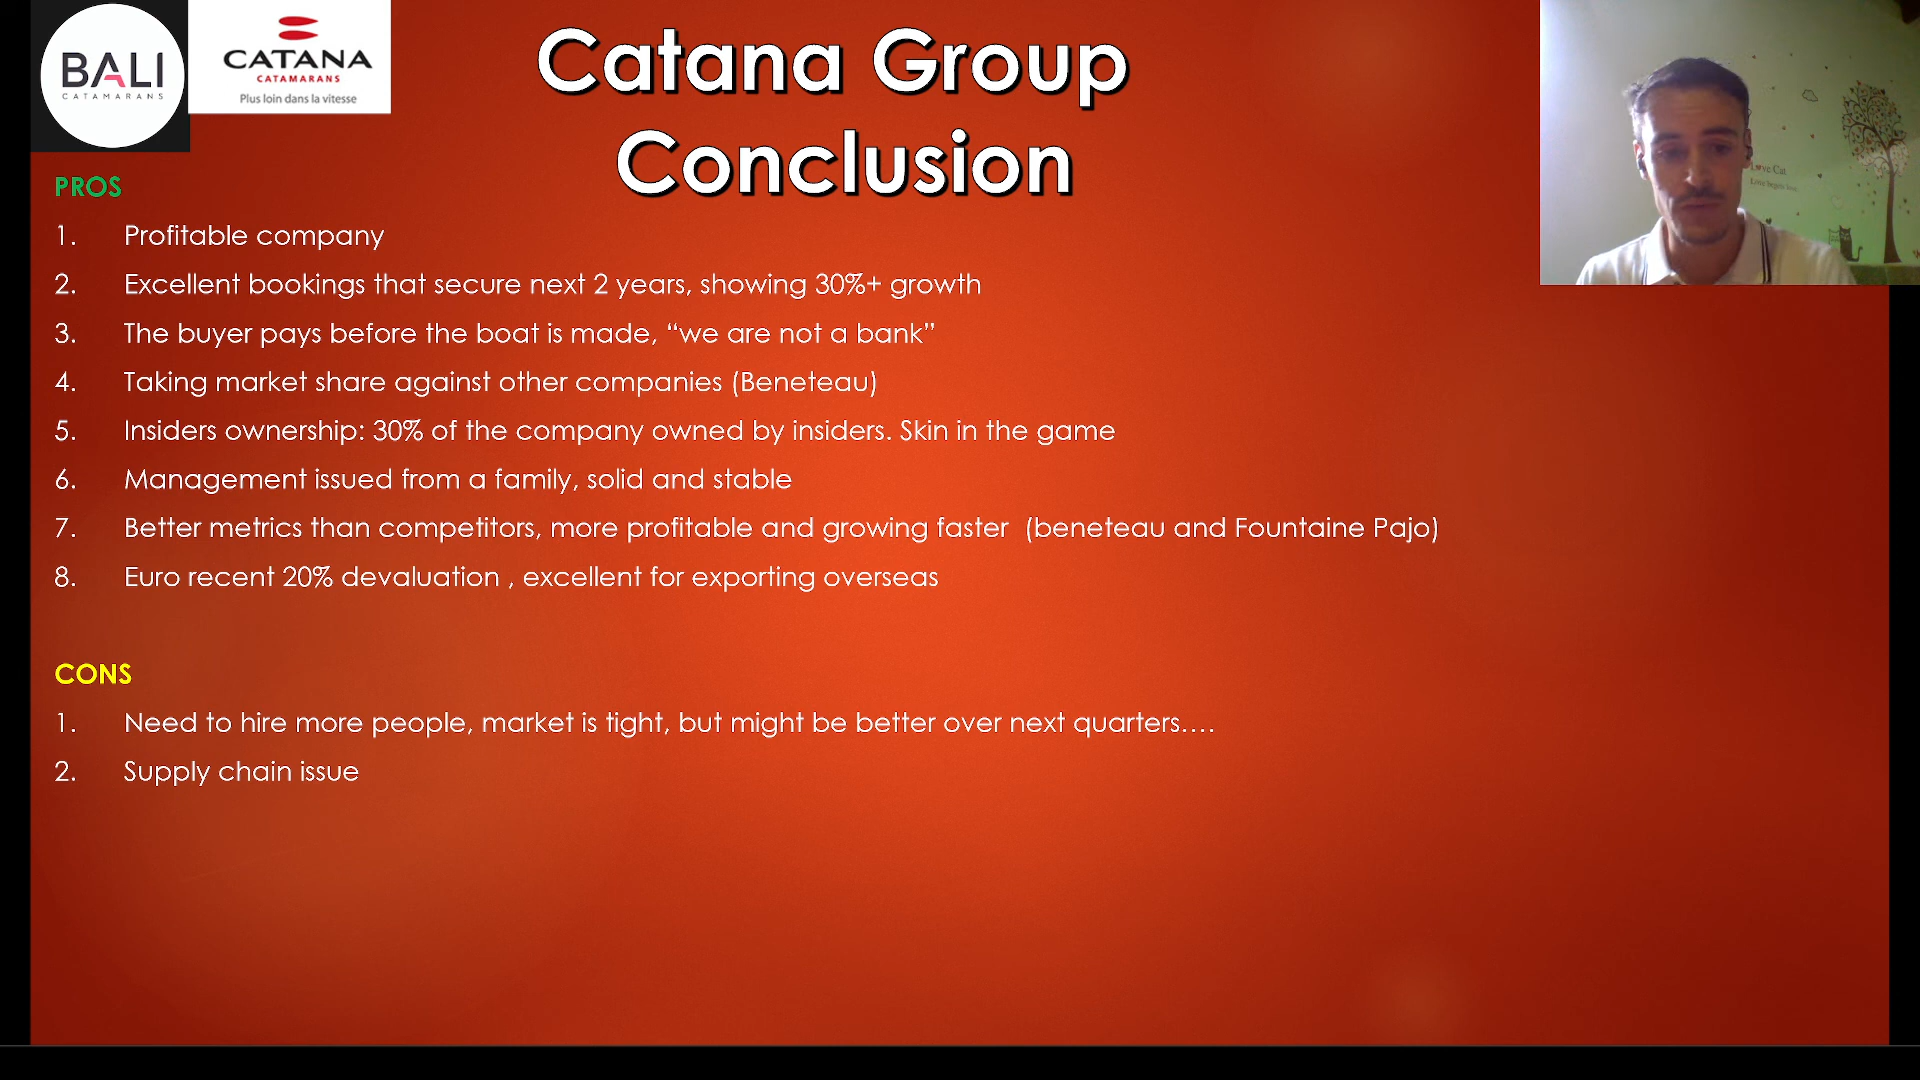 BALI
CATAMARANS
CATANA
CATAMARANS
Plus loin dans la vitesse
Catana Group
Conclusion
PROS
1. Profitable company
2. Excellent bookings that secure next 2 years, showing 30%+ growth
3. The buyer pays before the boat is made, “we are not a bank”
4. Taking market share against other companies (Beneteau)
5. Insiders ownership: 30% of the company owned by insiders. Skin in the game
6. Management issued from a family, solid and stable
7. Better metrics than competitors, more profitable and growing faster (beneteau and Fountaine Pajo)
8. Euro recent 20% devaluation , excellent for exporting overseas
CONS
1. Need to hire more people, market is tight, but might be better over next quarters….
2. Supply chain issue
Love Cat